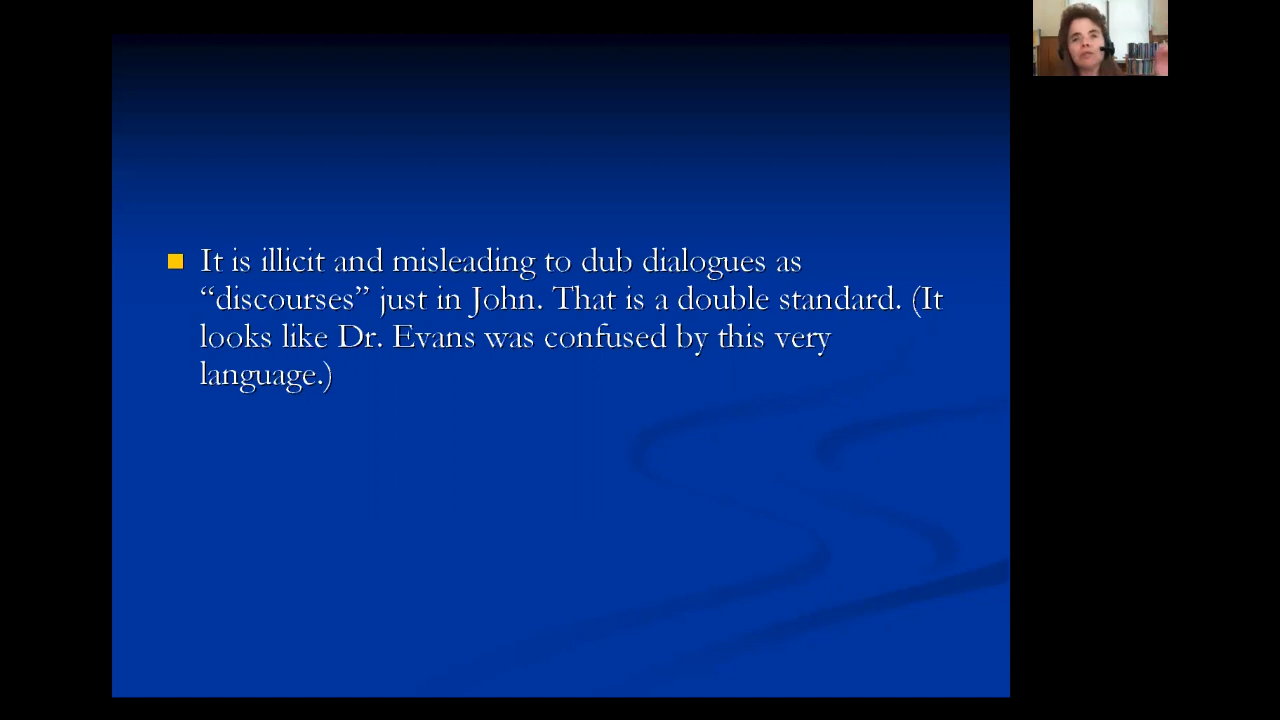 It is illicit and misleading to dub dialogues as
“discourses” just in John. That is a double standard. (It
looks like Dr. Evans was confused by this very
language.)